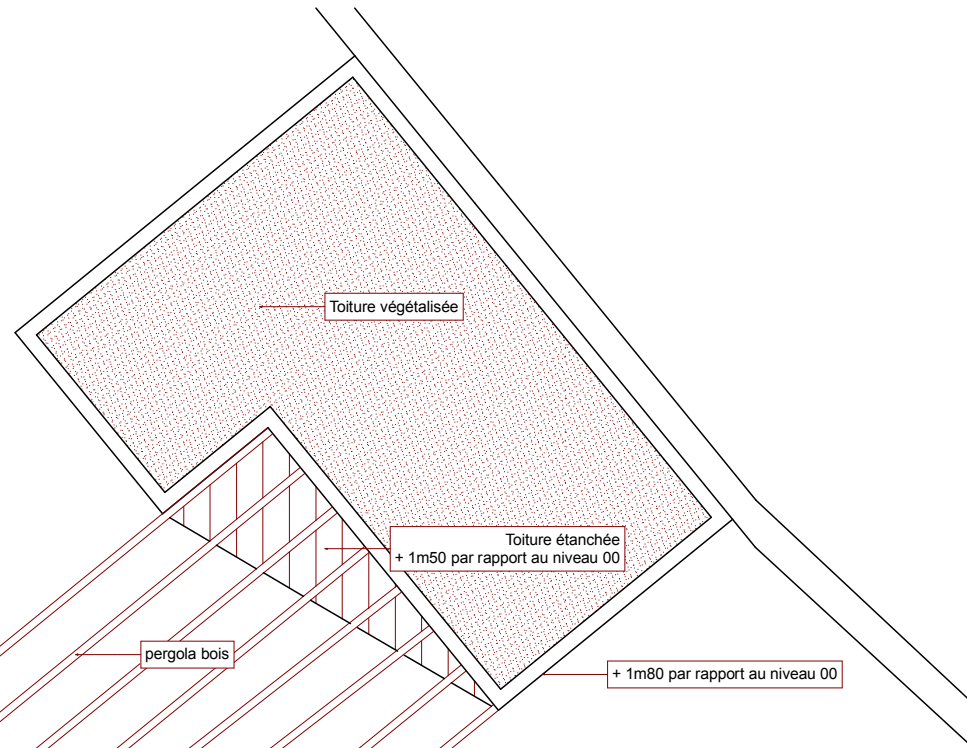 Toiture végétalisée
Toiture étanchée
+ 1m50 par rapport au niveau 00
pergola bois
+ 1m80 par rapport au niveau 00